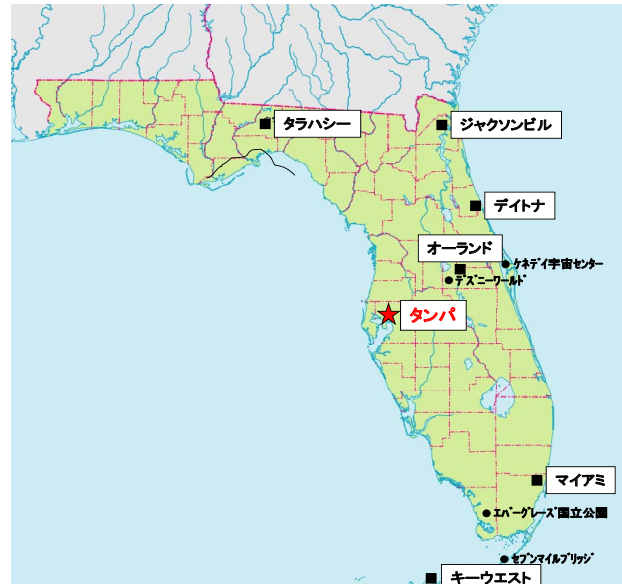 タラハシー
ジャクソンビル
デイトナ
オーランド
ｹﾈﾃﾞｨ宇宙ｾﾝﾀｰ
ﾃﾞｽﾞﾆｰﾜｰﾙﾄﾞ
タンパ
マイアミ
ｴﾊﾞｰｸﾞﾚｰｽﾞ国立公園
ｾﾌﾞﾝﾏｲﾙﾌﾞﾘｯｼﾞ
キーウエスト